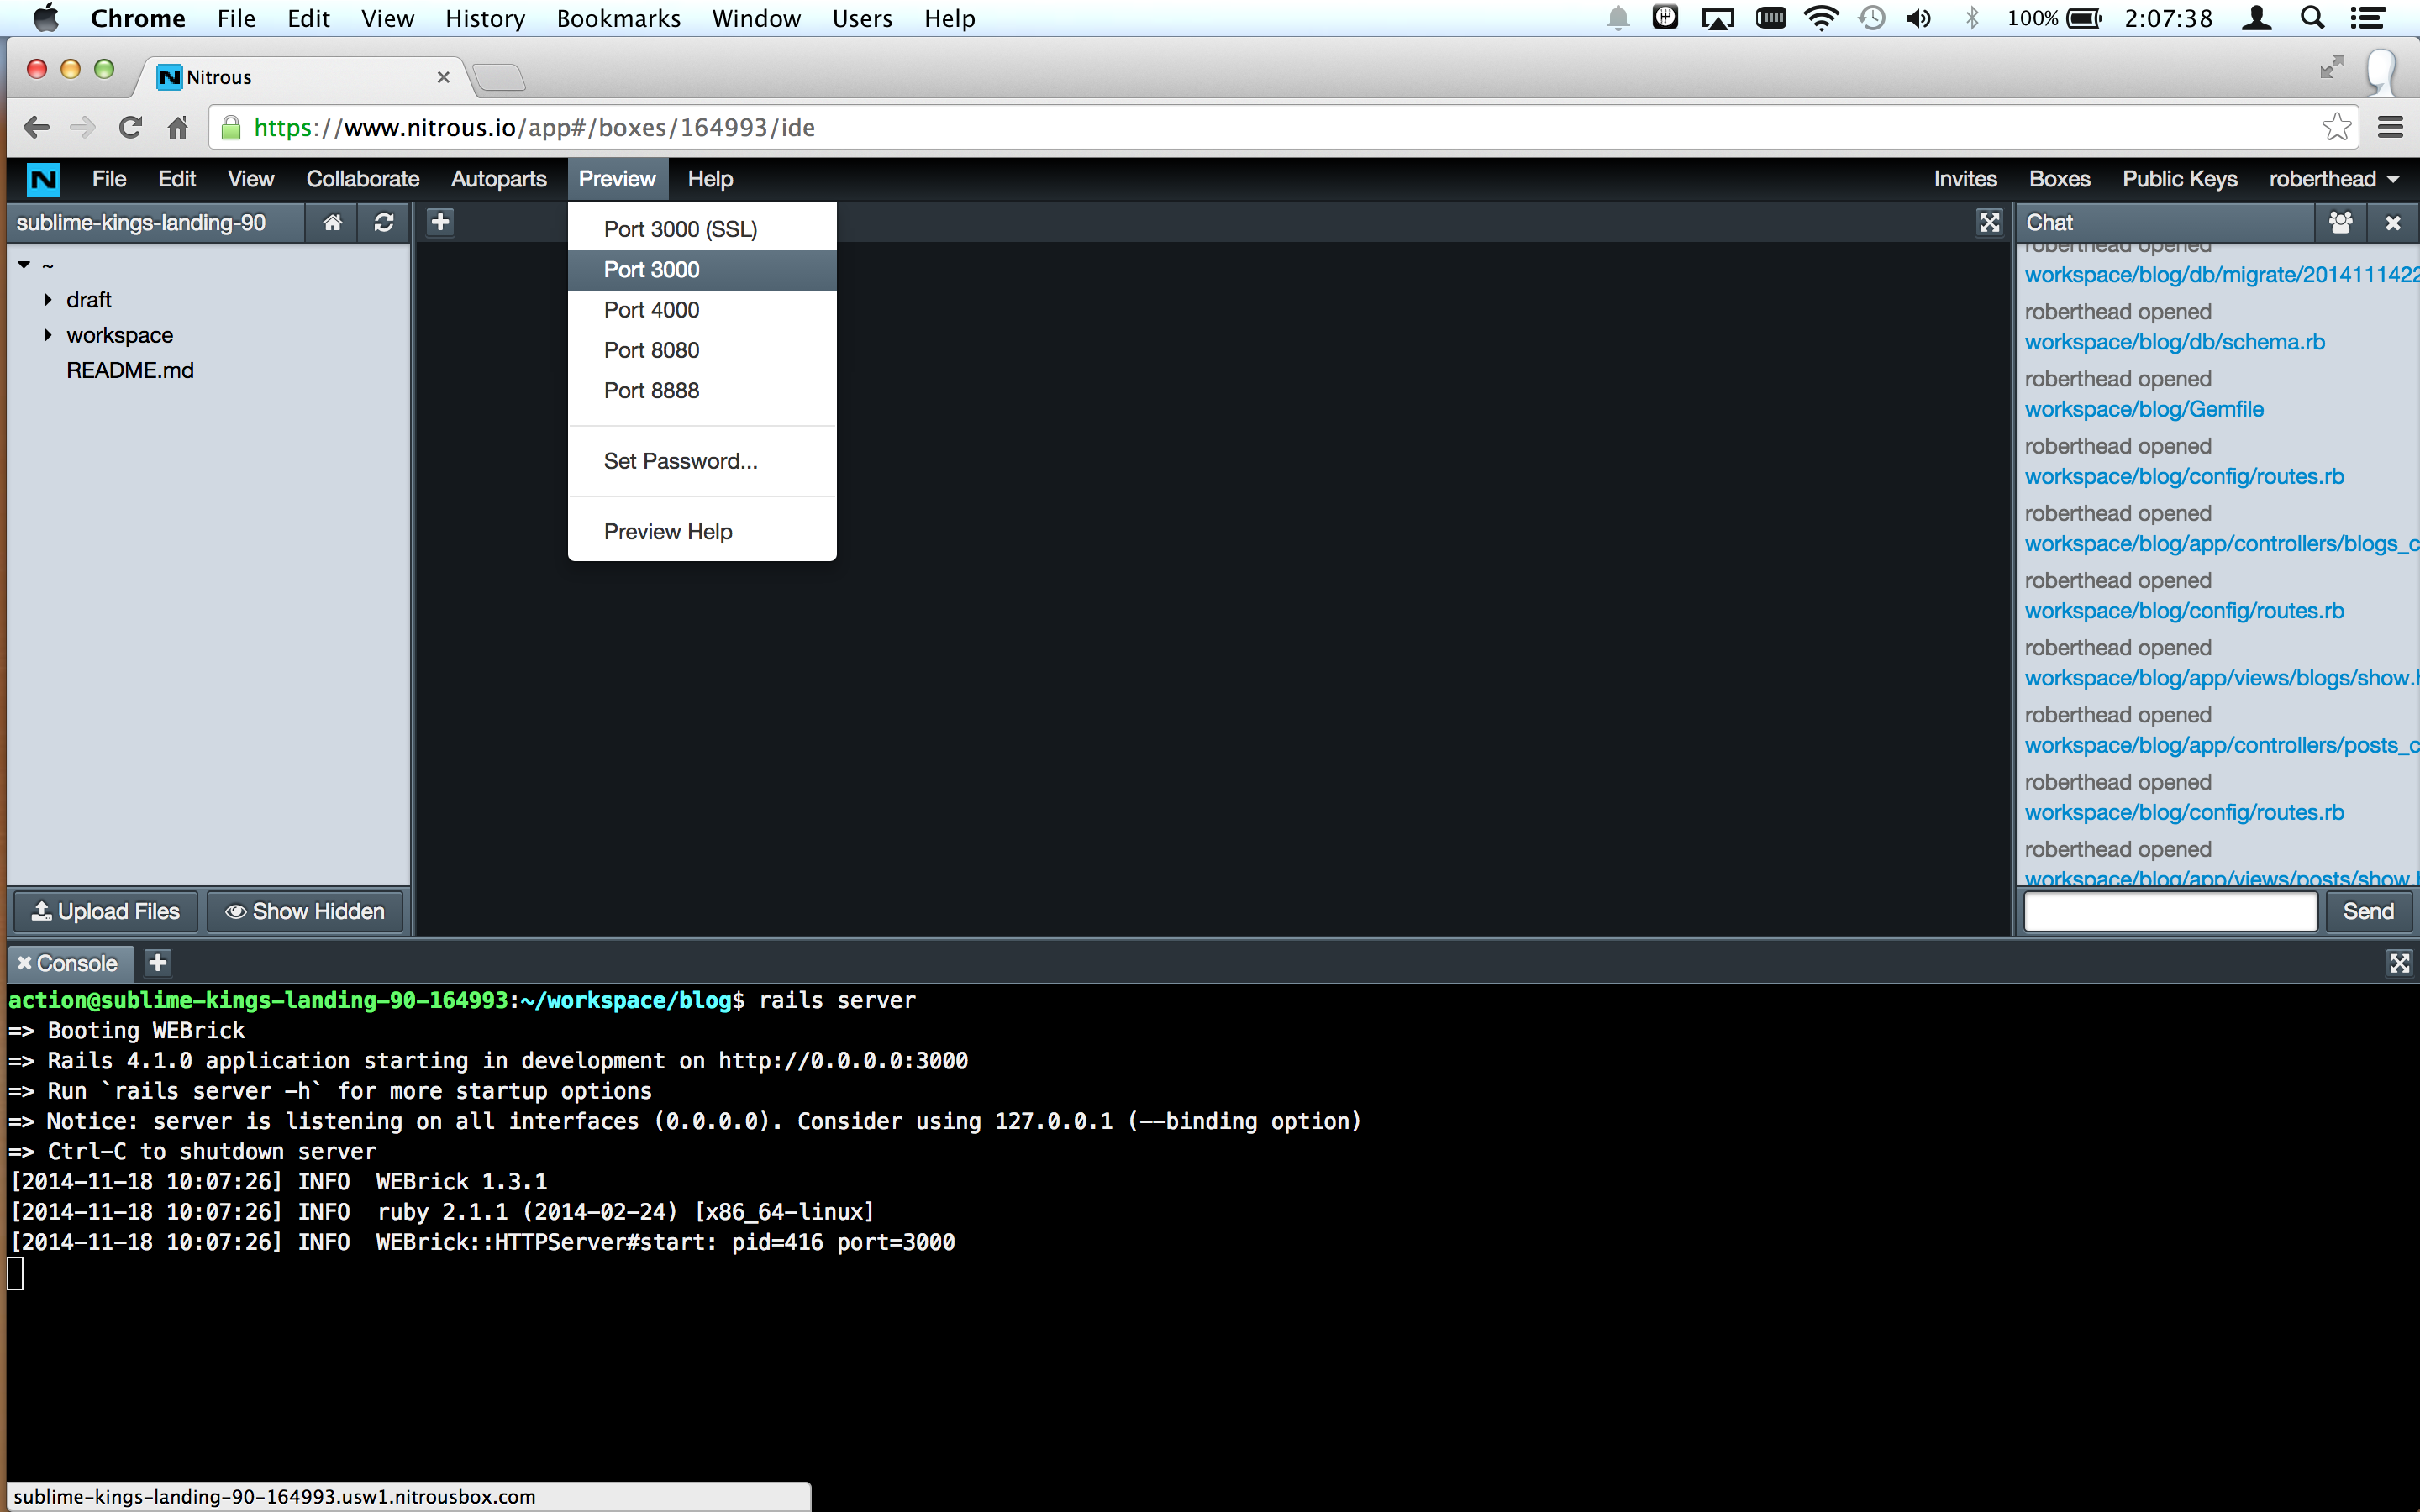 Chrome File Edit View History Bookmarks Window Users Help 100% 2:07:38
Nitrous
https://www.nitrous.io/app#/boxes/164993/ide
N File Edit View Collaborate Autoparts Preview Help Invites Boxes Public Keys roberthead
sublime-kings-landing-90
~
draft
workspace
README.md
Upload Files Show Hidden
Port 3000 (SSL)
Port 3000
Port 4000
Port 8080
Port 8888
Set Password...
Preview Help
Chat
roberthead opened
workspace/blog/db/migrate/2014111422
roberthead opened
workspace/blog/db/schema.rb
roberthead opened
workspace/blog/Gemfile
roberthead opened
workspace/blog/config/routes.rb
roberthead opened
workspace/blog/app/controllers/blogs_c
roberthead opened
workspace/blog/config/routes.rb
roberthead opened
workspace/blog/app/views/blogs/show.h
roberthead opened
workspace/blog/app/controllers/posts_c
roberthead opened
workspace/blog/config/routes.rb
roberthead opened
workspace/blog/app/views/posts/show.h
Send
Console
action@sublime-kings-landing-90-164993:~/workspace/blog$ rails server
=> Booting WEBrick
=> Rails 4.1.0 application starting in development on http://0.0.0.0:3000
=> Run `rails server -h` for more startup options
=> Notice: server is listening on all interfaces (0.0.0.0). Consider using 127.0.0.1 (--binding option)
=> Ctrl-C to shutdown server
[2014-11-18 10:07:26] INFO  WEBrick 1.3.1
[2014-11-18 10:07:26] INFO  ruby 2.1.1 (2014-02-24) [x86_64-linux]
[2014-11-18 10:07:26] INFO  WEBrick::HTTPServer#start: pid=416 port=3000
sublime-kings-landing-90-164993.usw1.nitrousbox.com